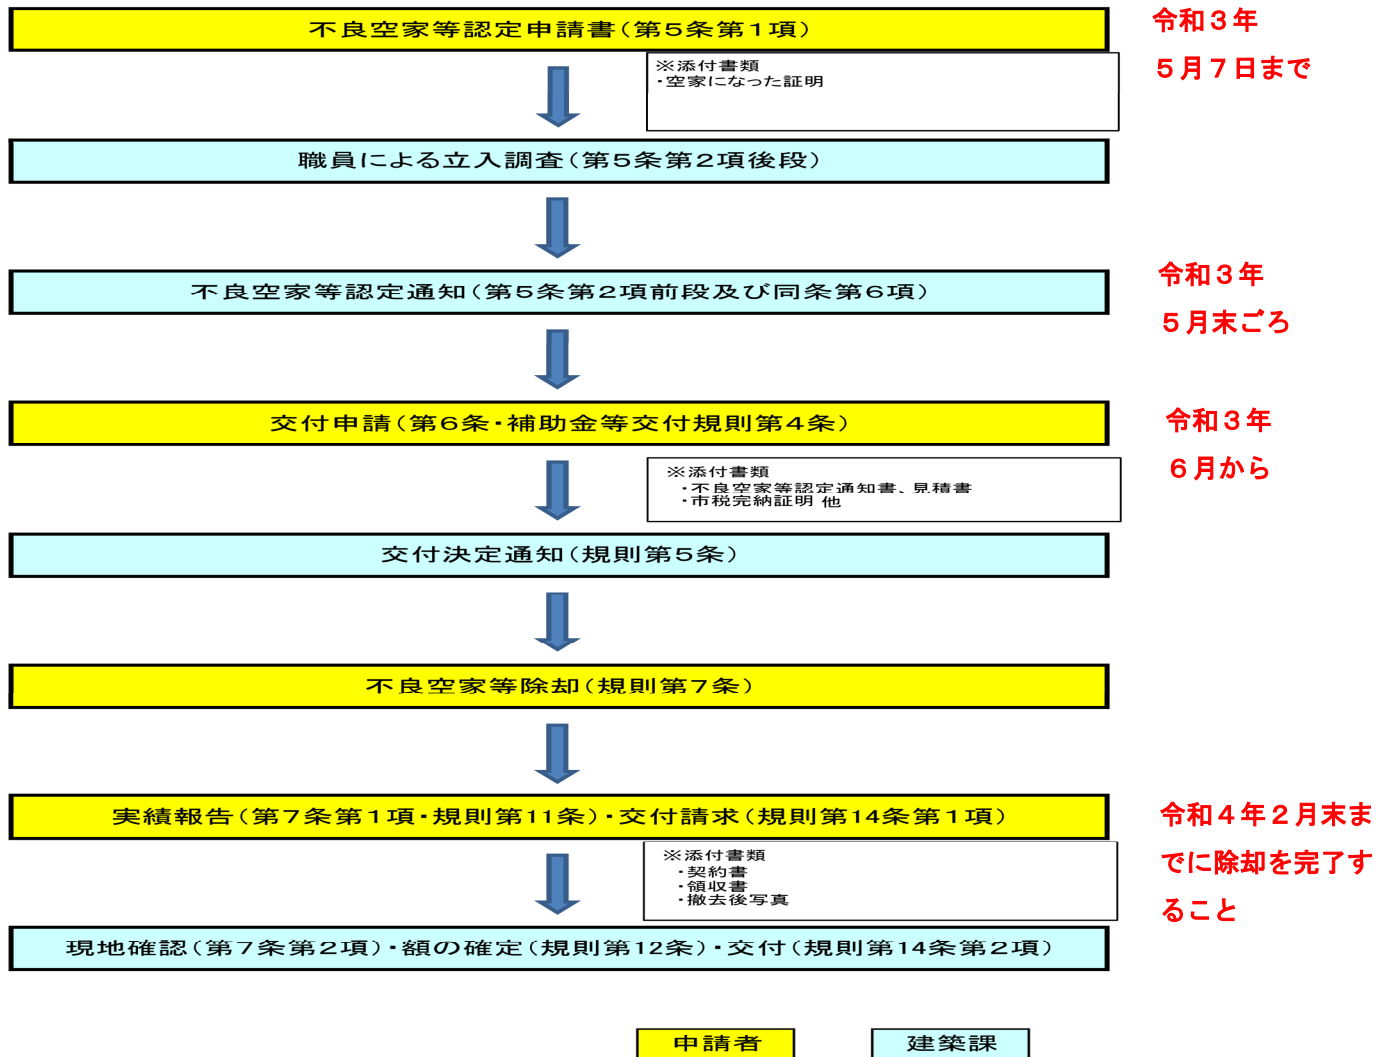 不良空家等認定申請書（第５条第１項）
令和３年
５月７日まで
※添付書類
・空家になった証明
職員による立入調査（第５条第２項後段）
不良空家等認定通知（第５条第２項前段及び同条第６項）
令和３年
５月末ごろ
交付申請（第６条・補助金等交付規則第４条）
令和３年
６月から
※添付書類
・不良空家等認定通知書、見積書
・市税完納証明 他
交付決定通知（規則第５条）
不良空家等除却（規則第７条）
実績報告（第７条第１項・規則第11条）・交付請求（規則第14条第１項）
令和４年２月末ま
でに除却を完了す
ること
※添付書類
・契約書
・領収書
・撤去後写真
現地確認（第７条第２項）・額の確定（規則第12条）・交付（規則第14条第２項）
申請者
建築課